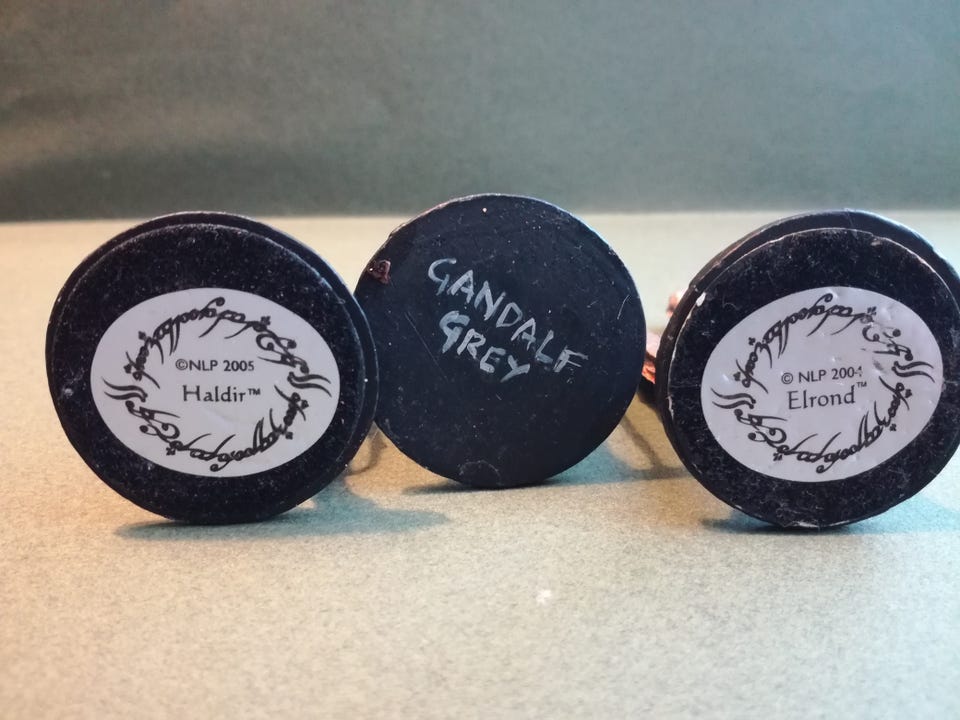 ©NLP 2005
Haldir™
GANDALF
GREY
© NLP 2004
Elrond™